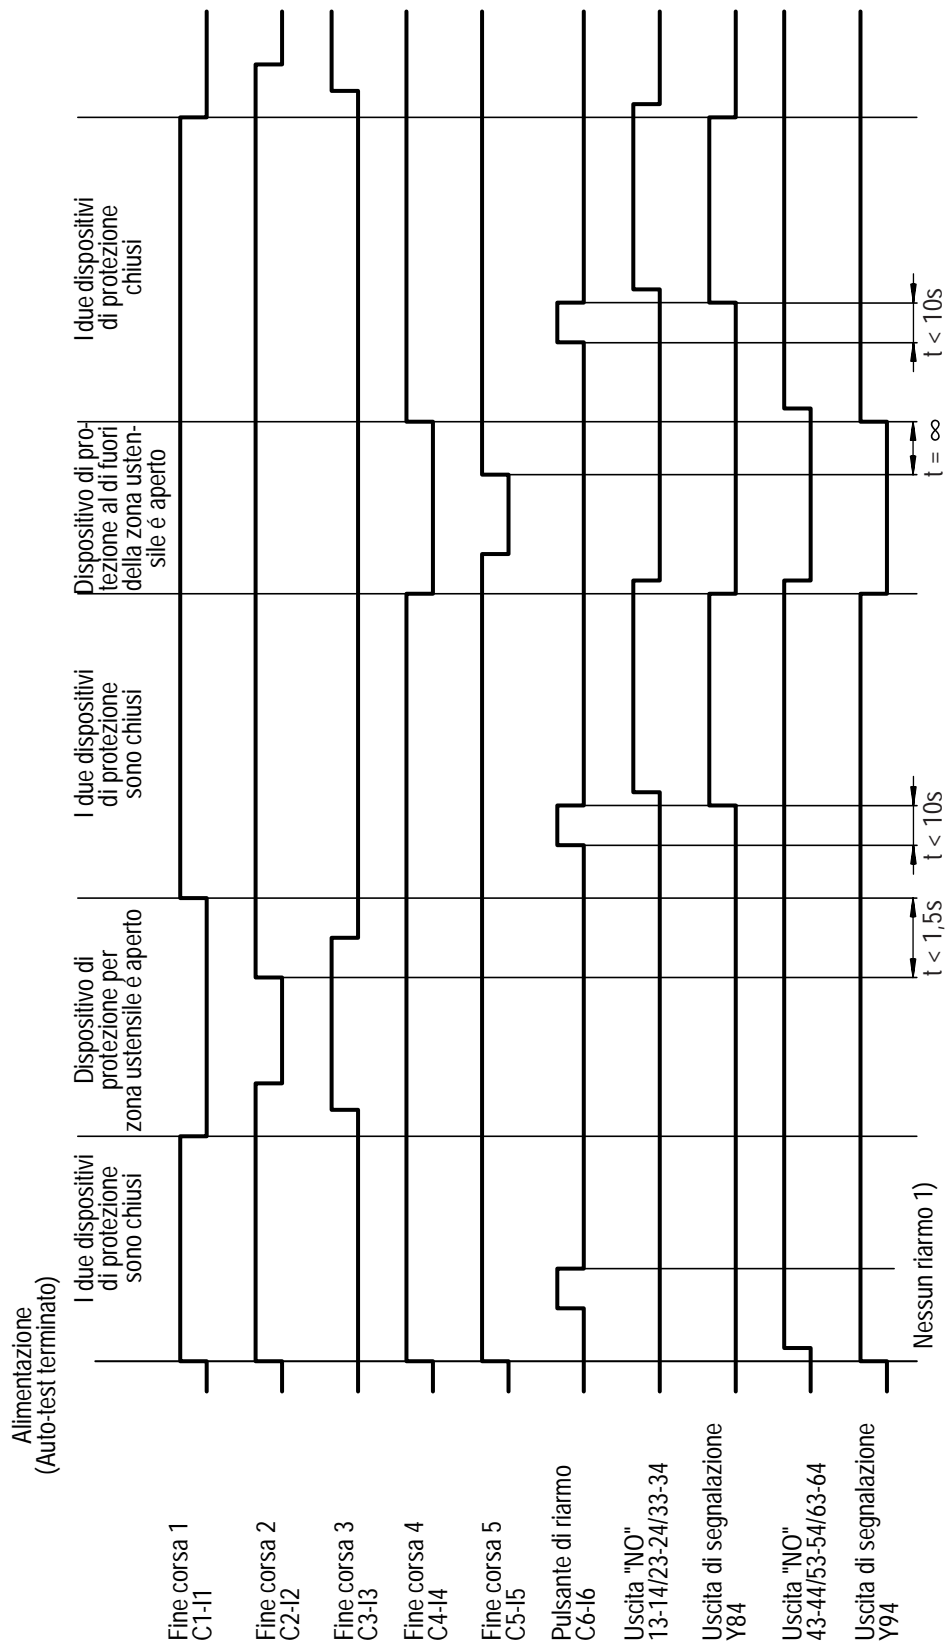 Alimentazione
(Auto-test terminato)
I due dispositivi
di protezione
sono chiusi
Dispositivo di
protezione per
zona ustensile é aperto
I due dispositivi
di protezione
sono chiusi
Dispositivo di pro-
tezione al di fuori
della zona usten-
sile é aperto
I due dispositivi
di protezione
chiusi
Fine corsa 1
C1-I1
Fine corsa 2
C2-I2
Fine corsa 3
C3-I3
Fine corsa 4
C4-I4
Fine corsa 5
C5-I5
Pulsante di riarmo
C6-I6
Uscita "NO"
13-14/23-24/33-34
Uscita di segnalazione
Y84
Uscita "NO"
43-44/53-54/63-64
Uscita di segnalazione
Y94
Nessun riarmo 1)
t < 1,5s
t < 10s
t = ∞
t < 10s